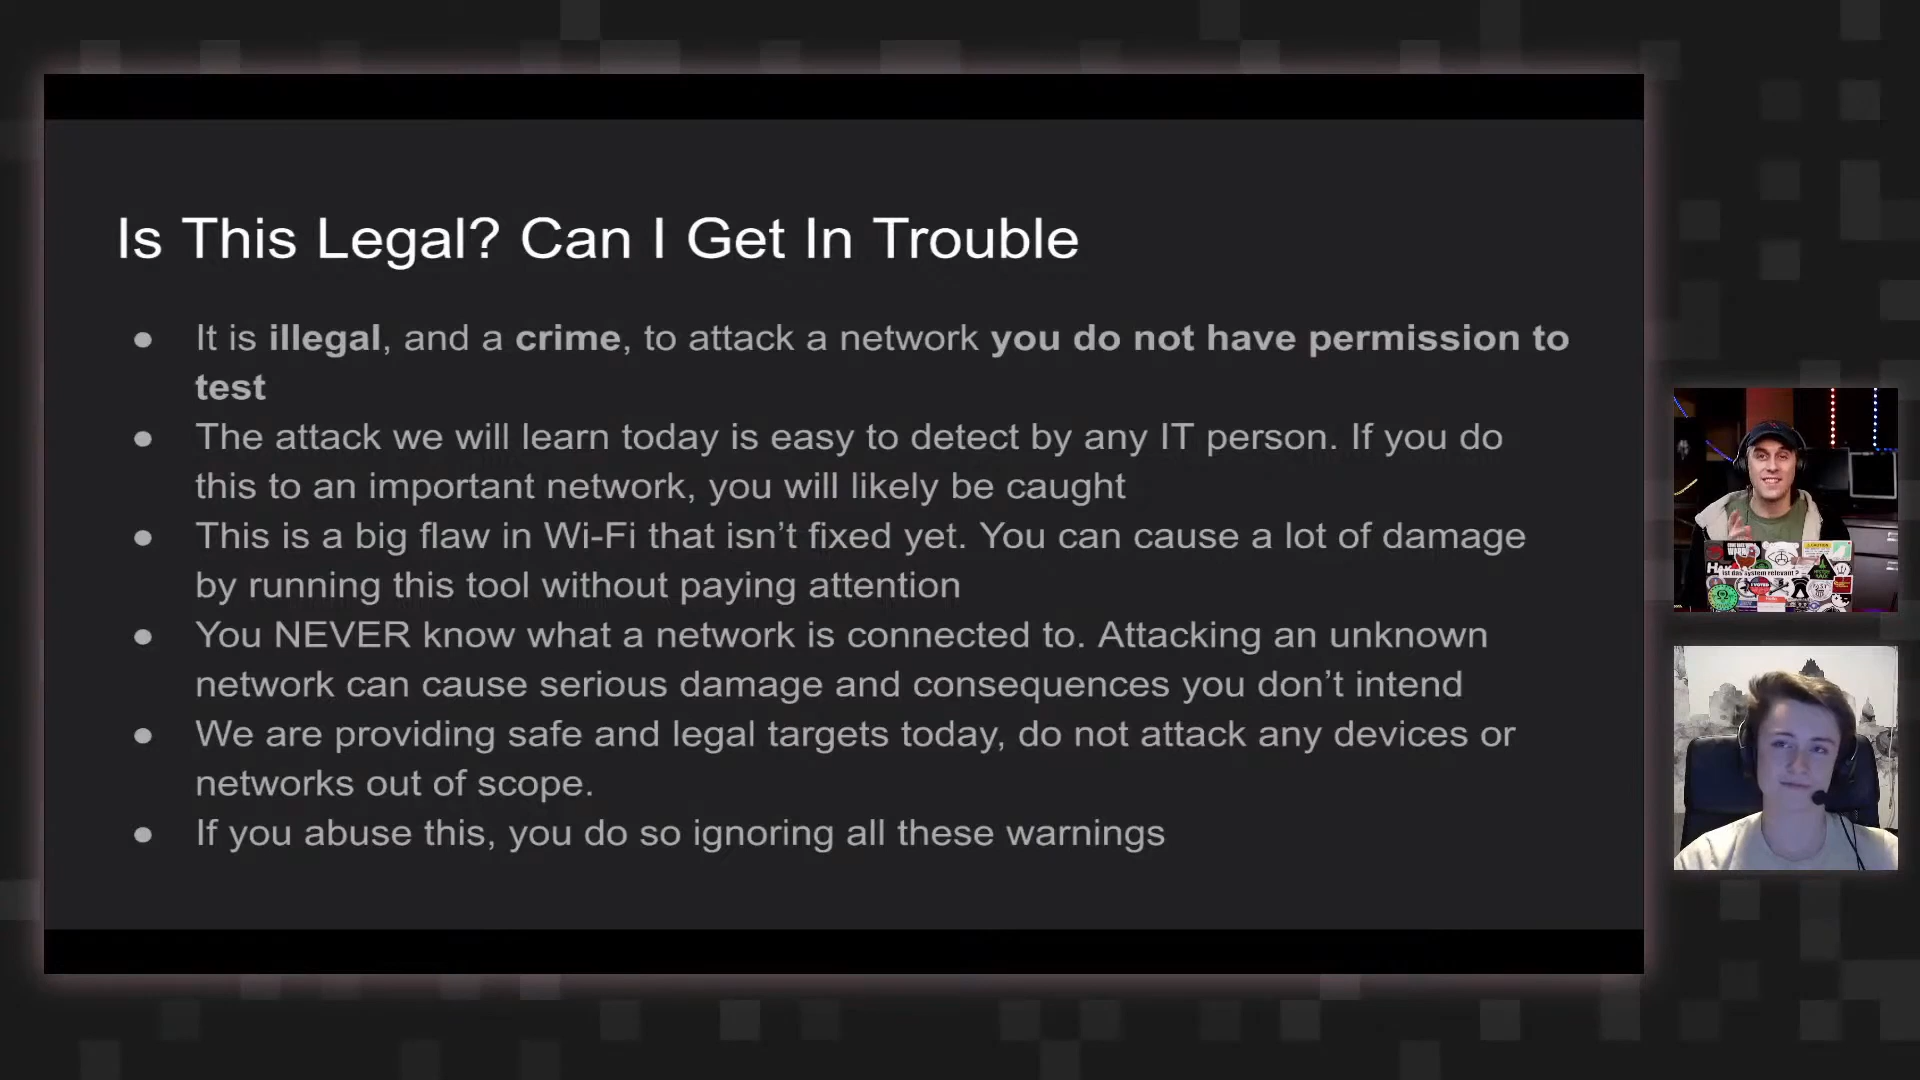 Is This Legal? Can I Get In Trouble
● It is illegal, and a crime, to attack a network you do not have permission to
test
● The attack we will learn today is easy to detect by any IT person. If you do
this to an important network, you will likely be caught
● This is a big flaw in Wi-Fi that isn’t fixed yet. You can cause a lot of damage
by running this tool without paying attention
● You NEVER know what a network is connected to. Attacking an unknown
network can cause serious damage and consequences you don’t intend
● We are providing safe and legal targets today, do not attack any devices or
networks out of scope.
● If you abuse this, you do so ignoring all these warnings
ist das system relevant ?